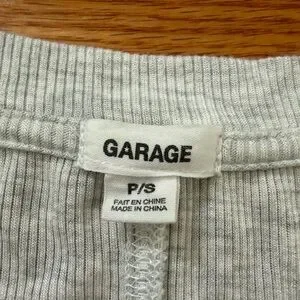 GARAGE
P/S
FAIT EN CHINE
MADE IN CHINA